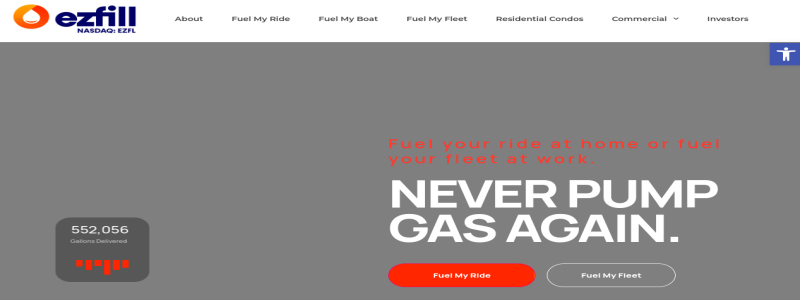 ezfill
NASDAQ: EZFL
About Fuel My Ride Fuel My Boat Fuel My Fleet Residential Condos Commercial Investors
Fuel your ride at home or fuel
your fleet at work.
NEVER PUMP
GAS AGAIN.
552,056
Gallons Delivered
Fuel My Ride Fuel My Fleet